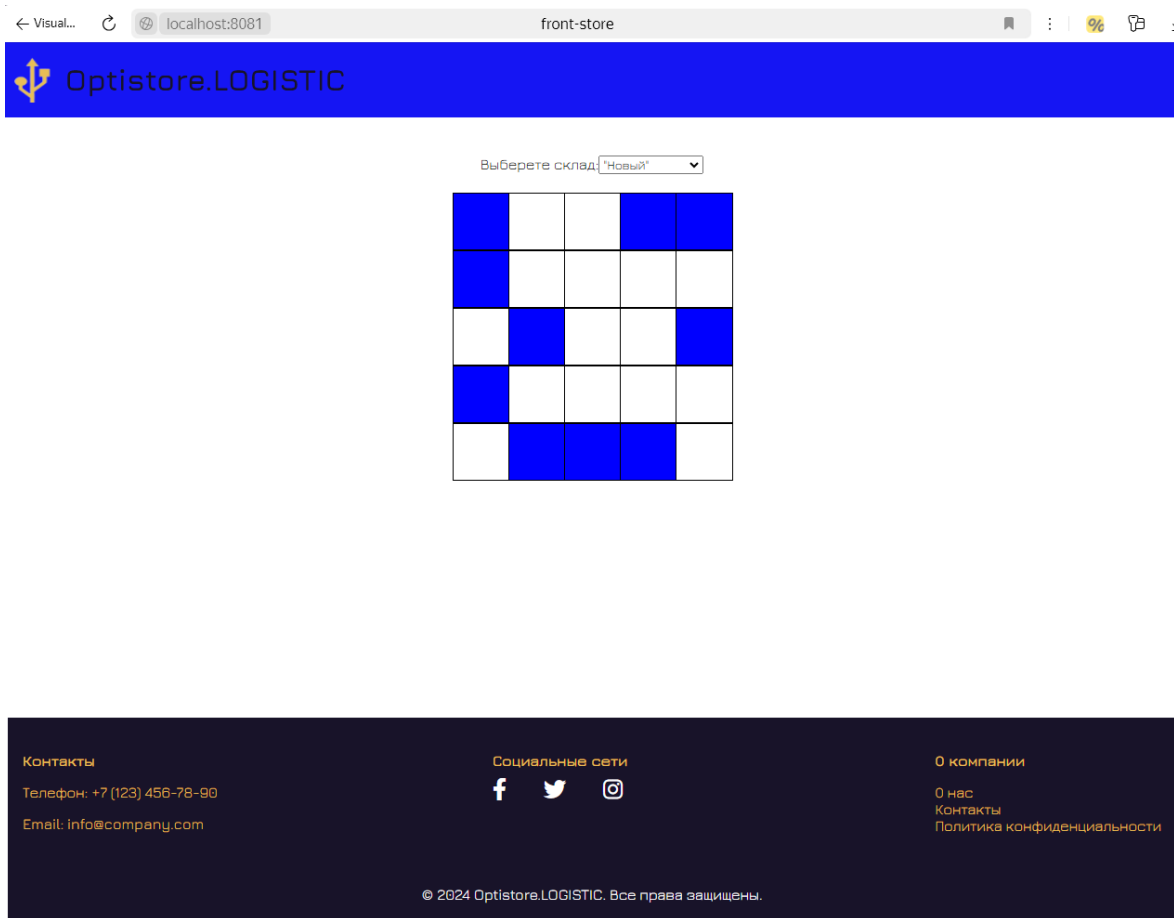 Visual...
localhost:8081
front-store
%
Optistore.LOGISTIC
Выберете склад:
"Новый"
Контакты
Телефон: +7 (123) 456-78-90
Email: info@company.com
Социальные сети
О компании
О нас
Контакты
Политика конфиденциальности
© 2024 Optistore.LOGISTIC. Все права защищены.